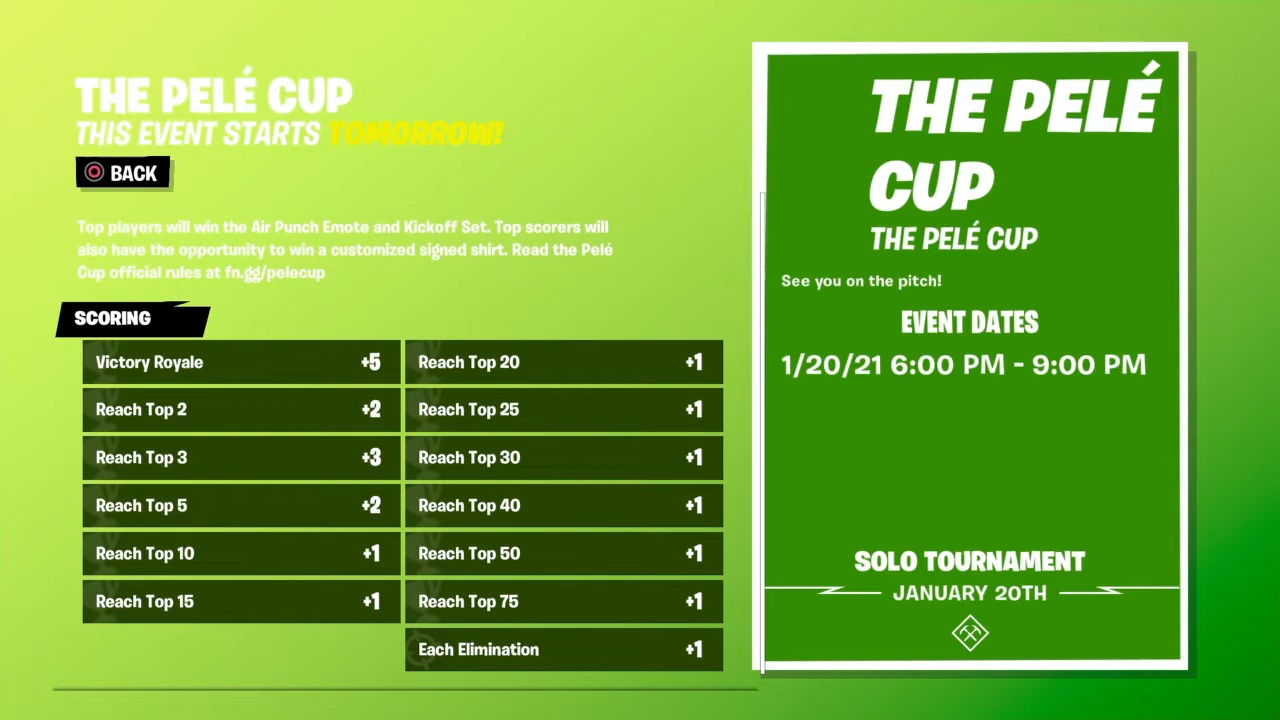 THE PELÉ CUP
THIS EVENT STARTS TOMORROW!
BACK
Top players will win the Air Punch Emote and Kickoff Set. Top scorers will
also have the opportunity to win a customized signed shirt. Read the Pelé
Cup official rules at fn.gg/pelecup
SCORING
Victory Royale +5
Reach Top 2 +2
Reach Top 3 +3
Reach Top 5 +2
Reach Top 10 +1
Reach Top 15 +1
Reach Top 20 +1
Reach Top 25 +1
Reach Top 30 +1
Reach Top 40 +1
Reach Top 50 +1
Reach Top 75 +1
Each Elimination +1
THE PELÉ
CUP
THE PELÉ CUP
See you on the pitch!
EVENT DATES
1/20/21 6:00 PM - 9:00 PM
SOLO TOURNAMENT
JANUARY 20TH